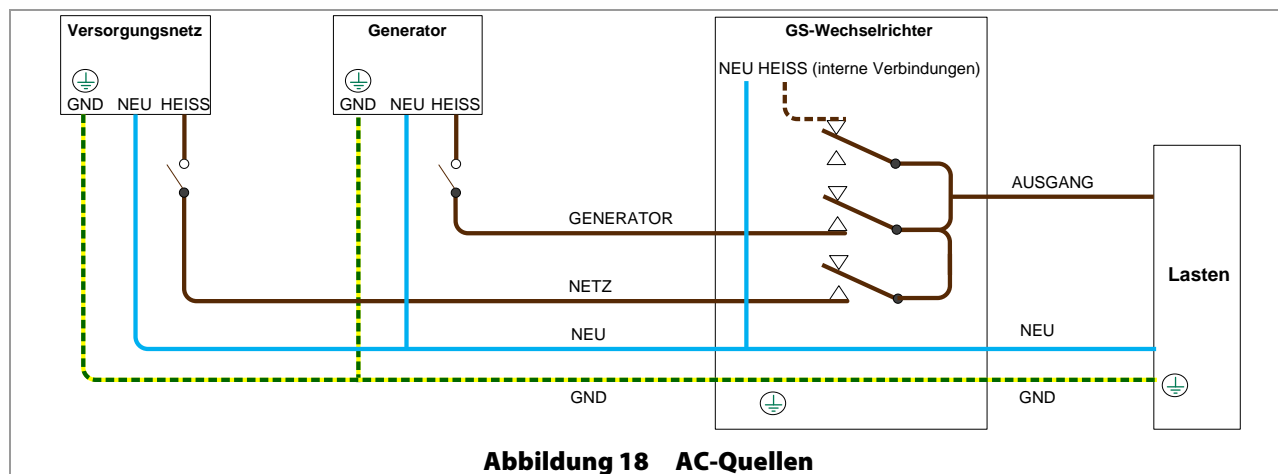 Versorgungsnetz
GND NEU HEISS
Generator
GND NEU HEISS
GS-Wechselrichter
NEU HEISS (interne Verbindungen)
AUSGANG
GENERATOR
NETZ
Lasten
NEU
NEU
GND
GND
Abbildung 18 AC-Quellen